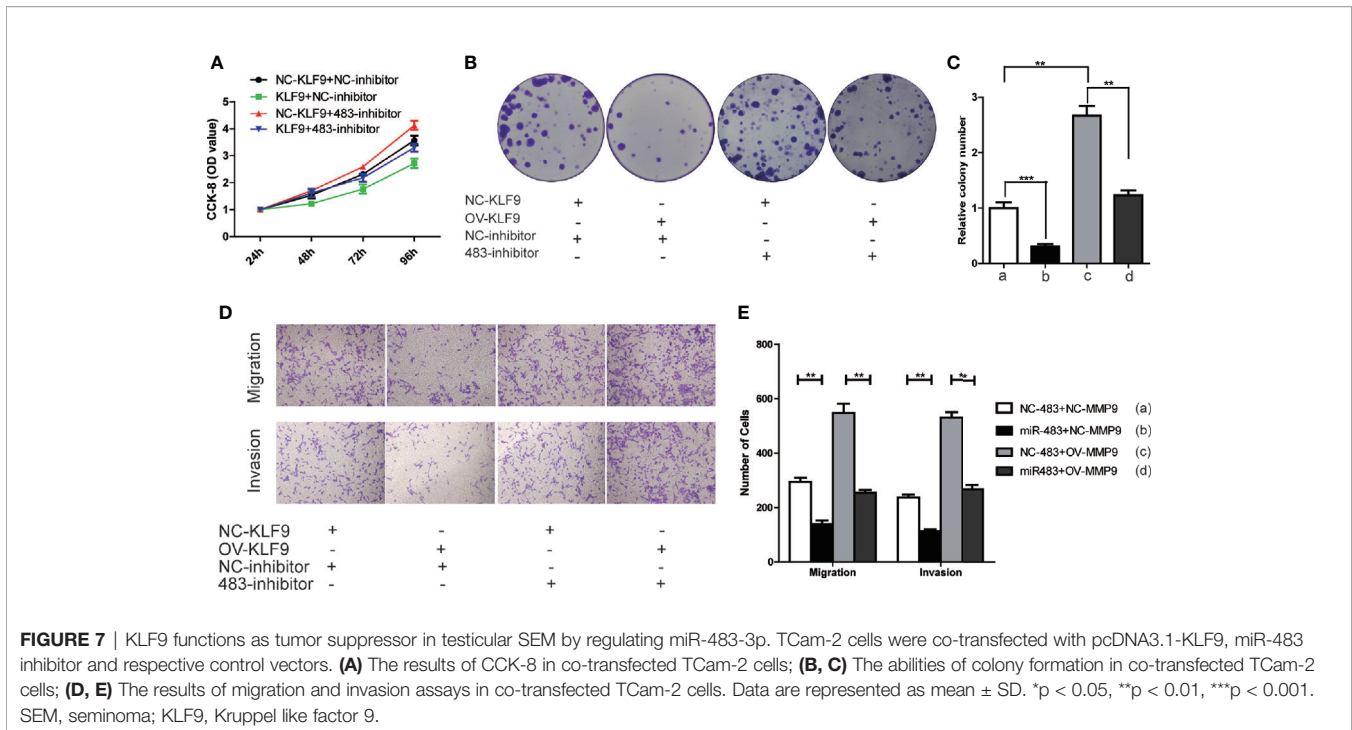 A
NC-KLF9+NC-inhibitor
KLF9+NC-inhibitor
NC-KLF9+483-inhibitor
KLF9+483-inhibitor
CCK-8 (OD value)
5
4
3
2
1
0
24h
48h
72h
96h
B
NC-KLF9 + - + -
OV-KLF9 - + - +
NC-inhibitor + + - -
483-inhibitor - - + +
C
Relative colony number
3
2
1
0
** 
**
***
a b c d
D
Migration
Invasion
NC-KLF9 + - + -
OV-KLF9 - + - +
NC-inhibitor + + - -
483-inhibitor - - + +
E
Number of Cells
800
600
400
200
0
** ** ** **
Migration Invasion
NC-483+NC-MMP9 (a)
miR-483+NC-MMP9 (b)
NC-483+OV-MMP9 (c)
miR483+OV-MMP9 (d)
FIGURE 7 | KLF9 functions as tumor suppressor in testicular SEM by regulating miR-483-3p. TCam-2 cells were co-transfected with pcDNA3.1-KLF9, miR-483
inhibitor and respective control vectors. (A) The results of CCK-8 in co-transfected TCam-2 cells; (B, C) The abilities of colony formation in co-transfected TCam-2
cells; (D, E) The results of migration and invasion assays in co-transfected TCam-2 cells. Data are represented as mean ± SD. *p < 0.05, **p < 0.01, ***p < 0.001.
SEM, seminoma; KLF9, Kruppel like factor 9.